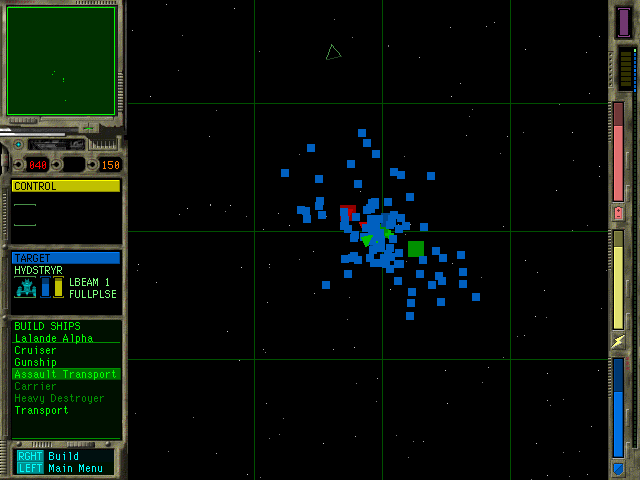 040 150
CONTROL
TARGET
HYDSTRYR
LBEAM 1
FULLPLSE
BUILD SHIPS
Lalande Alpha
Cruiser
Gunship
Assault Transport
Carrier
Heavy Destroyer
Transport
RGHT Build
LEFT Main Menu